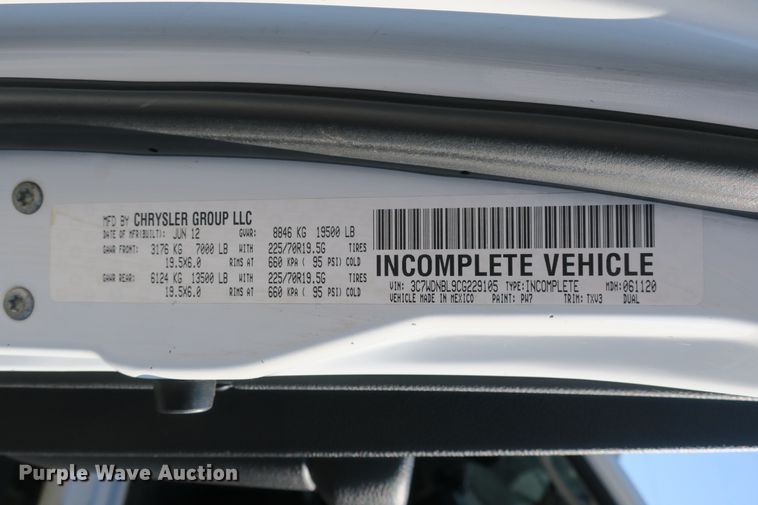 MFD BY CHRYSLER GROUP LLC
DATE OF MFR(BUILT): JUN 12 GVWR: 8846 KG 19500 LB
GAWR FRONT: 3176 KG 7000 LB WITH 225/70R19.5G TIRES
19.5X6.0 RIMS AT 660 KPA ( 95 PSI) COLD
GAWR REAR: 6124 KG 13500 LB WITH 225/70R19.5G TIRES
19.5X6.0 RIMS AT 660 KPA ( 95 PSI) COLD
INCOMPLETE VEHICLE
VIN: 3C7WDNBL9CG229105 TYPE: INCOMPLETE MDH: 061120
VEHICLE MADE IN MEXICO PAINT: PW7 TRIM: TXV3 DUAL
Purple Wave Auction